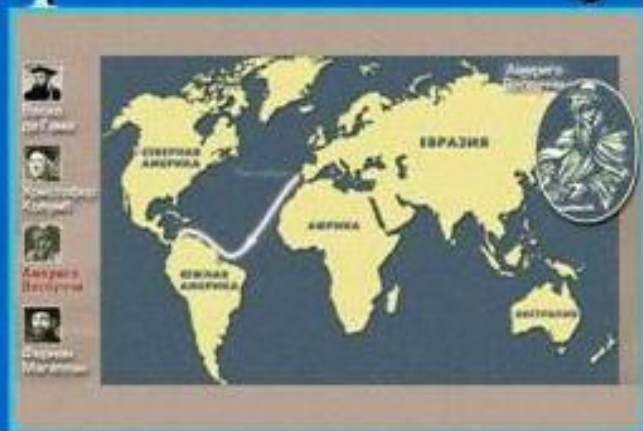 Васко
да Гама
Христофор
Колумб
Америго
Веспуччи
Фернан
Магеллан
СЕВЕРНАЯ
АМЕРИКА
ЮЖНАЯ
АМЕРИКА
АФРИКА
ЕВРАЗИЯ
АВСТРАЛИЯ
Америго
Веспуччи